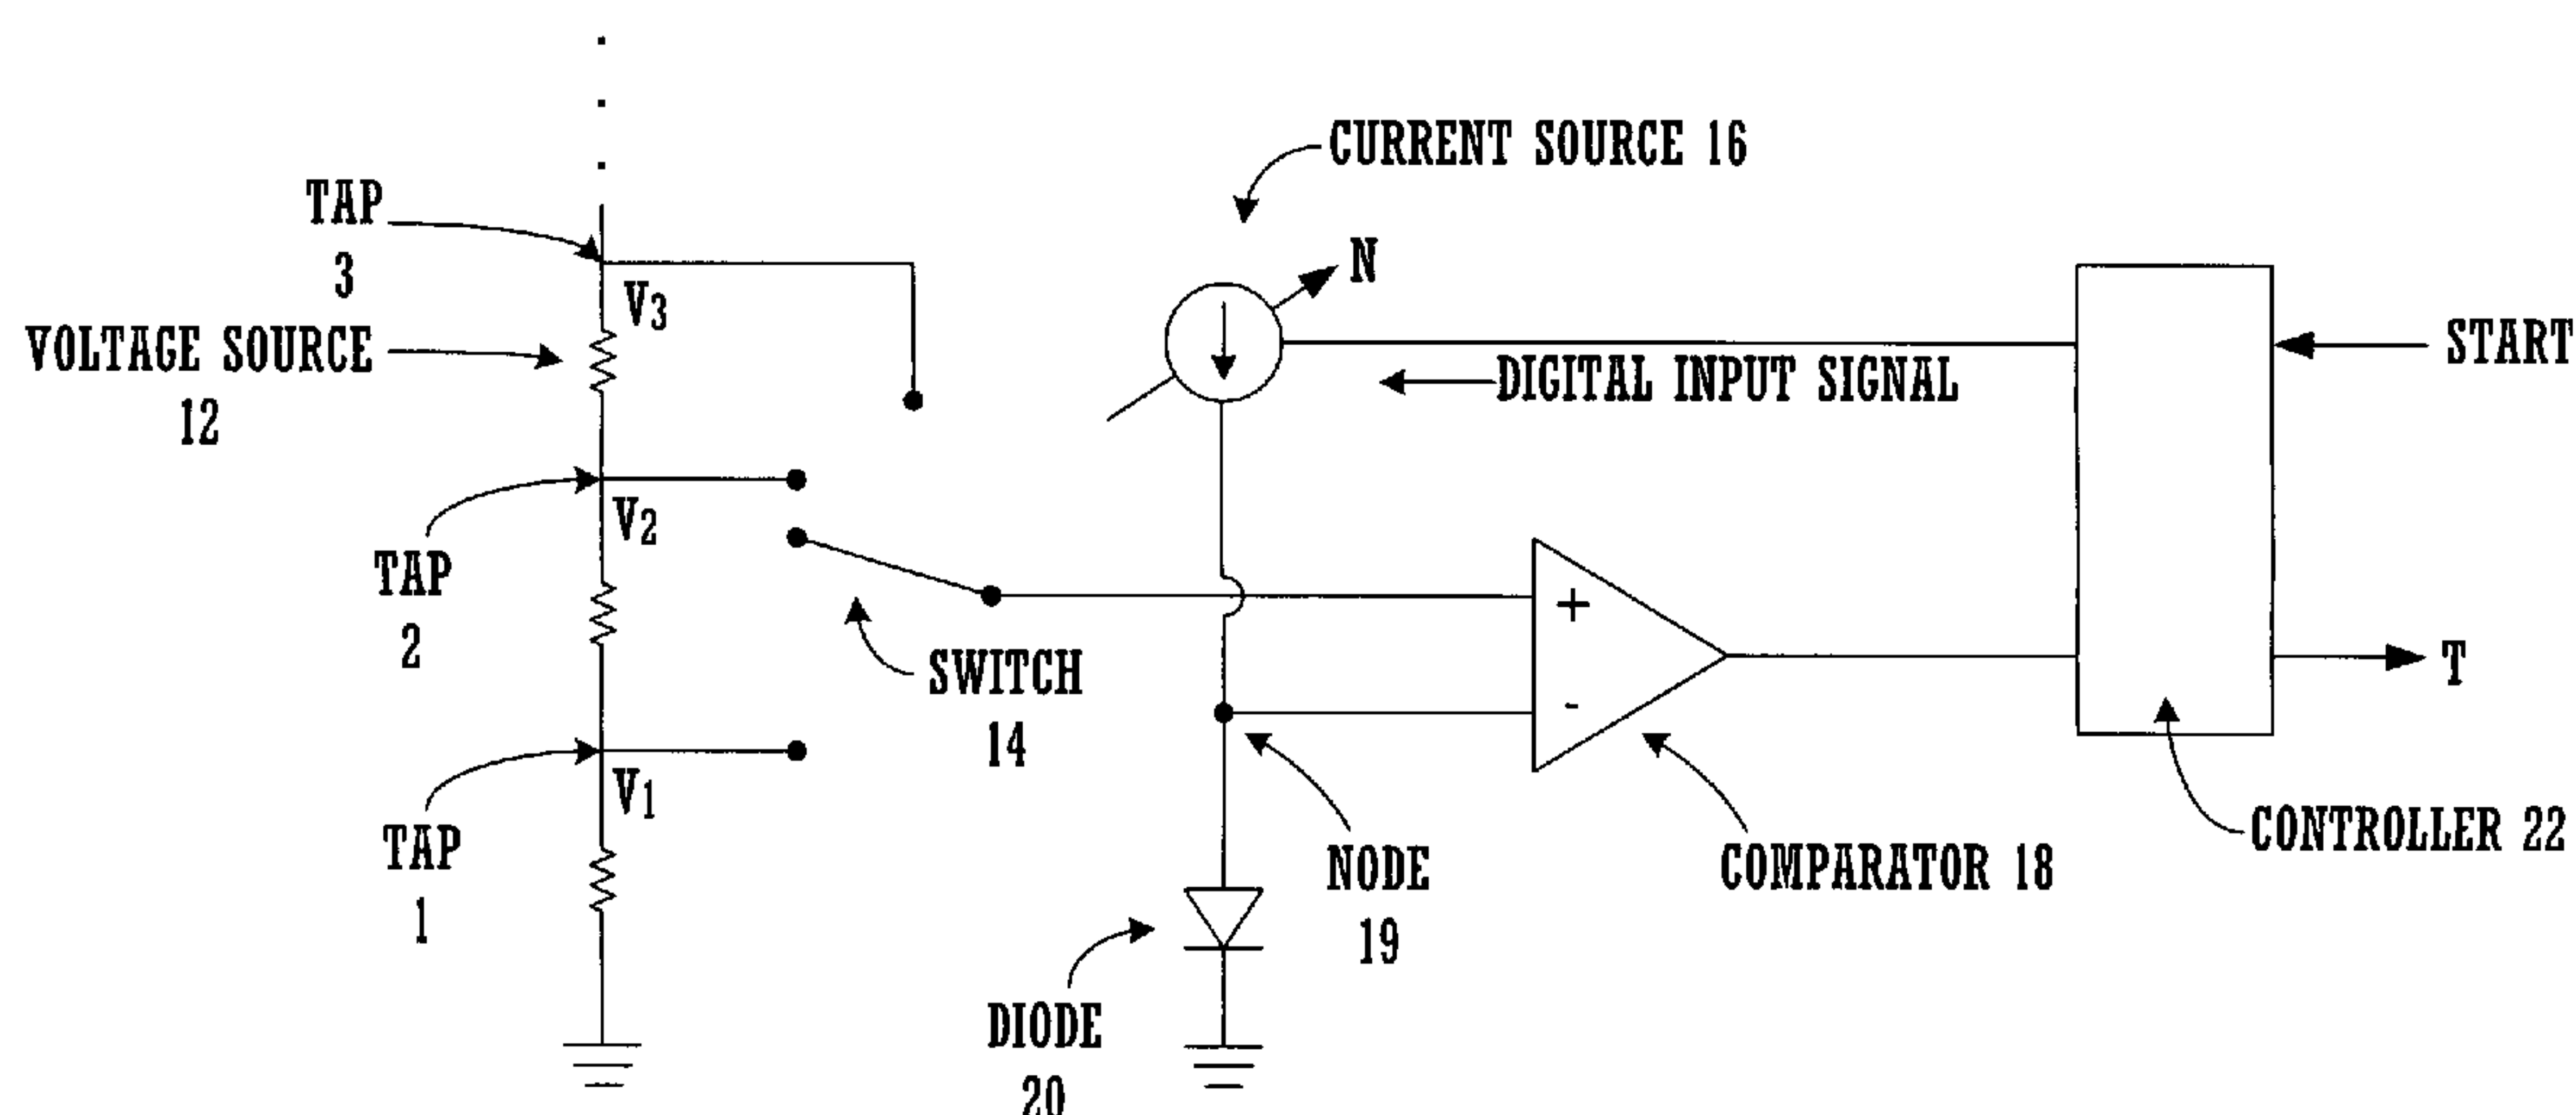 TAP
3
V3
VOLTAGE SOURCE
12
CURRENT SOURCE 16
N
DIGITAL INPUT SIGNAL
START
TAP
2
V2
SWITCH
14
+
-
T
TAP
1
V1
NODE
19
COMPARATOR 18
CONTROLLER 22
DIODE
20